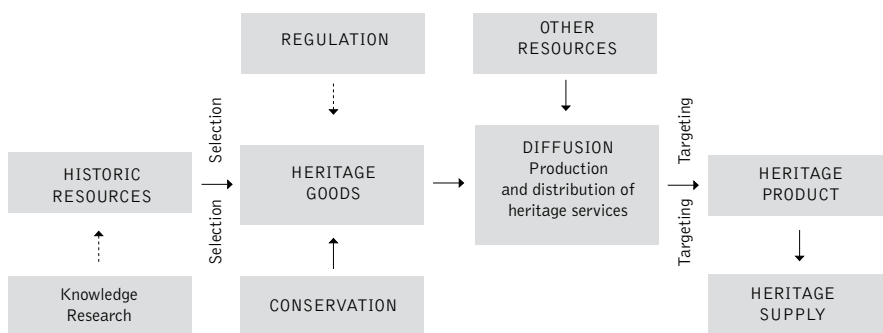 REGULATION
OTHER
RESOURCES
HISTORIC
RESOURCES
Selection
Selection
HERITAGE
GOODS
DIFFUSION
Production
and distribution of
heritage services
Targeting
Targeting
HERITAGE
PRODUCT
Knowledge
Research
CONSERVATION
HERITAGE
SUPPLY